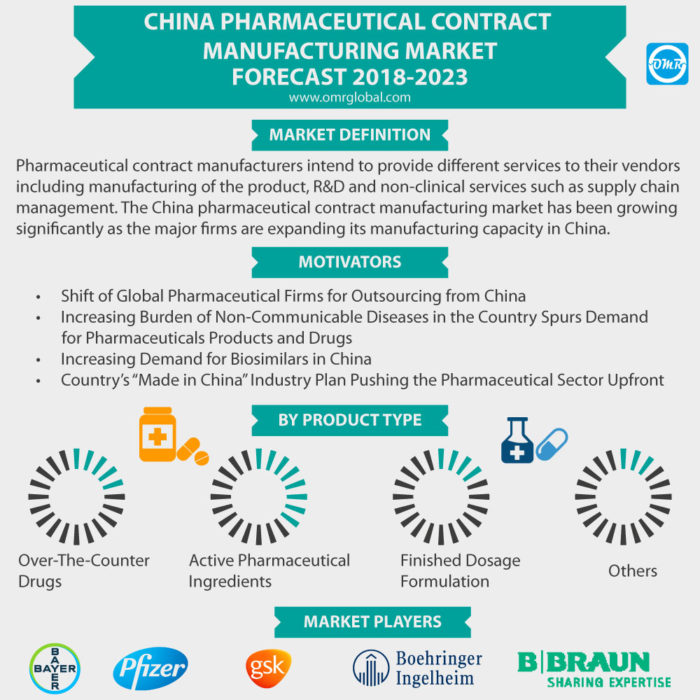 CHINA PHARMACEUTICAL CONTRACT
MANUFACTURING MARKET
FORECAST 2018-2023
www.omrglobal.com
OMR
MARKET DEFINITION
Pharmaceutical contract manufacturers intend to provide different services to their vendors
including manufacturing of the product, R&D and non-clinical services such as supply chain
management. The China pharmaceutical contract manufacturing market has been growing
significantly as the major firms are expanding its manufacturing capacity in China.
MOTIVATORS
• Shift of Global Pharmaceutical Firms for Outsourcing from China
• Increasing Burden of Non-Communicable Diseases in the Country Spurs Demand
for Pharmaceuticals Products and Drugs
• Increasing Demand for Biosimilars in China
• Country's "Made in China" Industry Plan Pushing the Pharmaceutical Sector Upfront
BY PRODUCT TYPE
Over-The-Counter
Drugs
Active Pharmaceutical
Ingredients
Finished Dosage
Formulation
Others
MARKET PLAYERS
BAYER
BAYER
Pfizer
gsk
Boehringer
Ingelheim
B|BRAUN
SHARING EXPERTISE